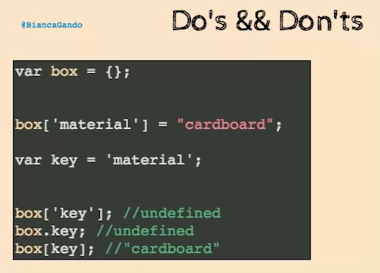 @BiancaGando
Do's && Don'ts
var box = {};
box['material'] = "cardboard";
var key = 'material';
box['key']; //undefined
box.key; //undefined
box[key]; //"cardboard"